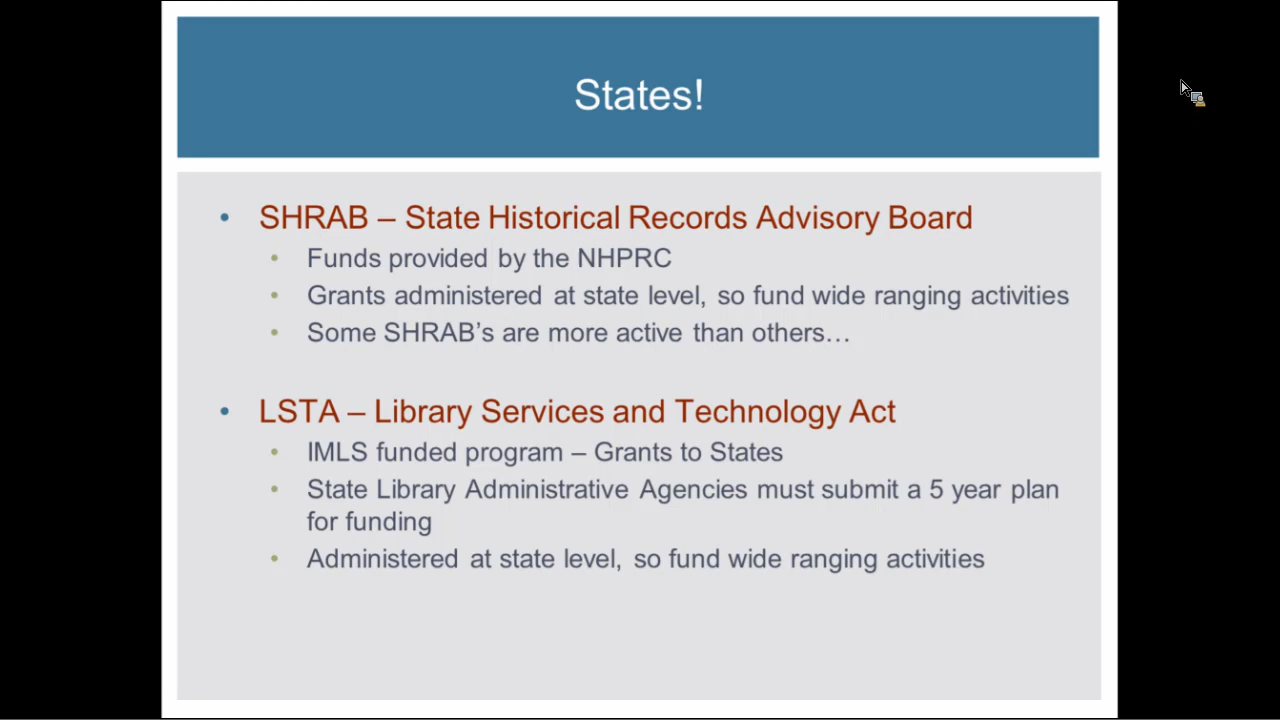 States!
• SHRAB – State Historical Records Advisory Board
• Funds provided by the NHPRC
• Grants administered at state level, so fund wide ranging activities
• Some SHRAB’s are more active than others…
• LSTA – Library Services and Technology Act
• IMLS funded program – Grants to States
• State Library Administrative Agencies must submit a 5 year plan
for funding
• Administered at state level, so fund wide ranging activities